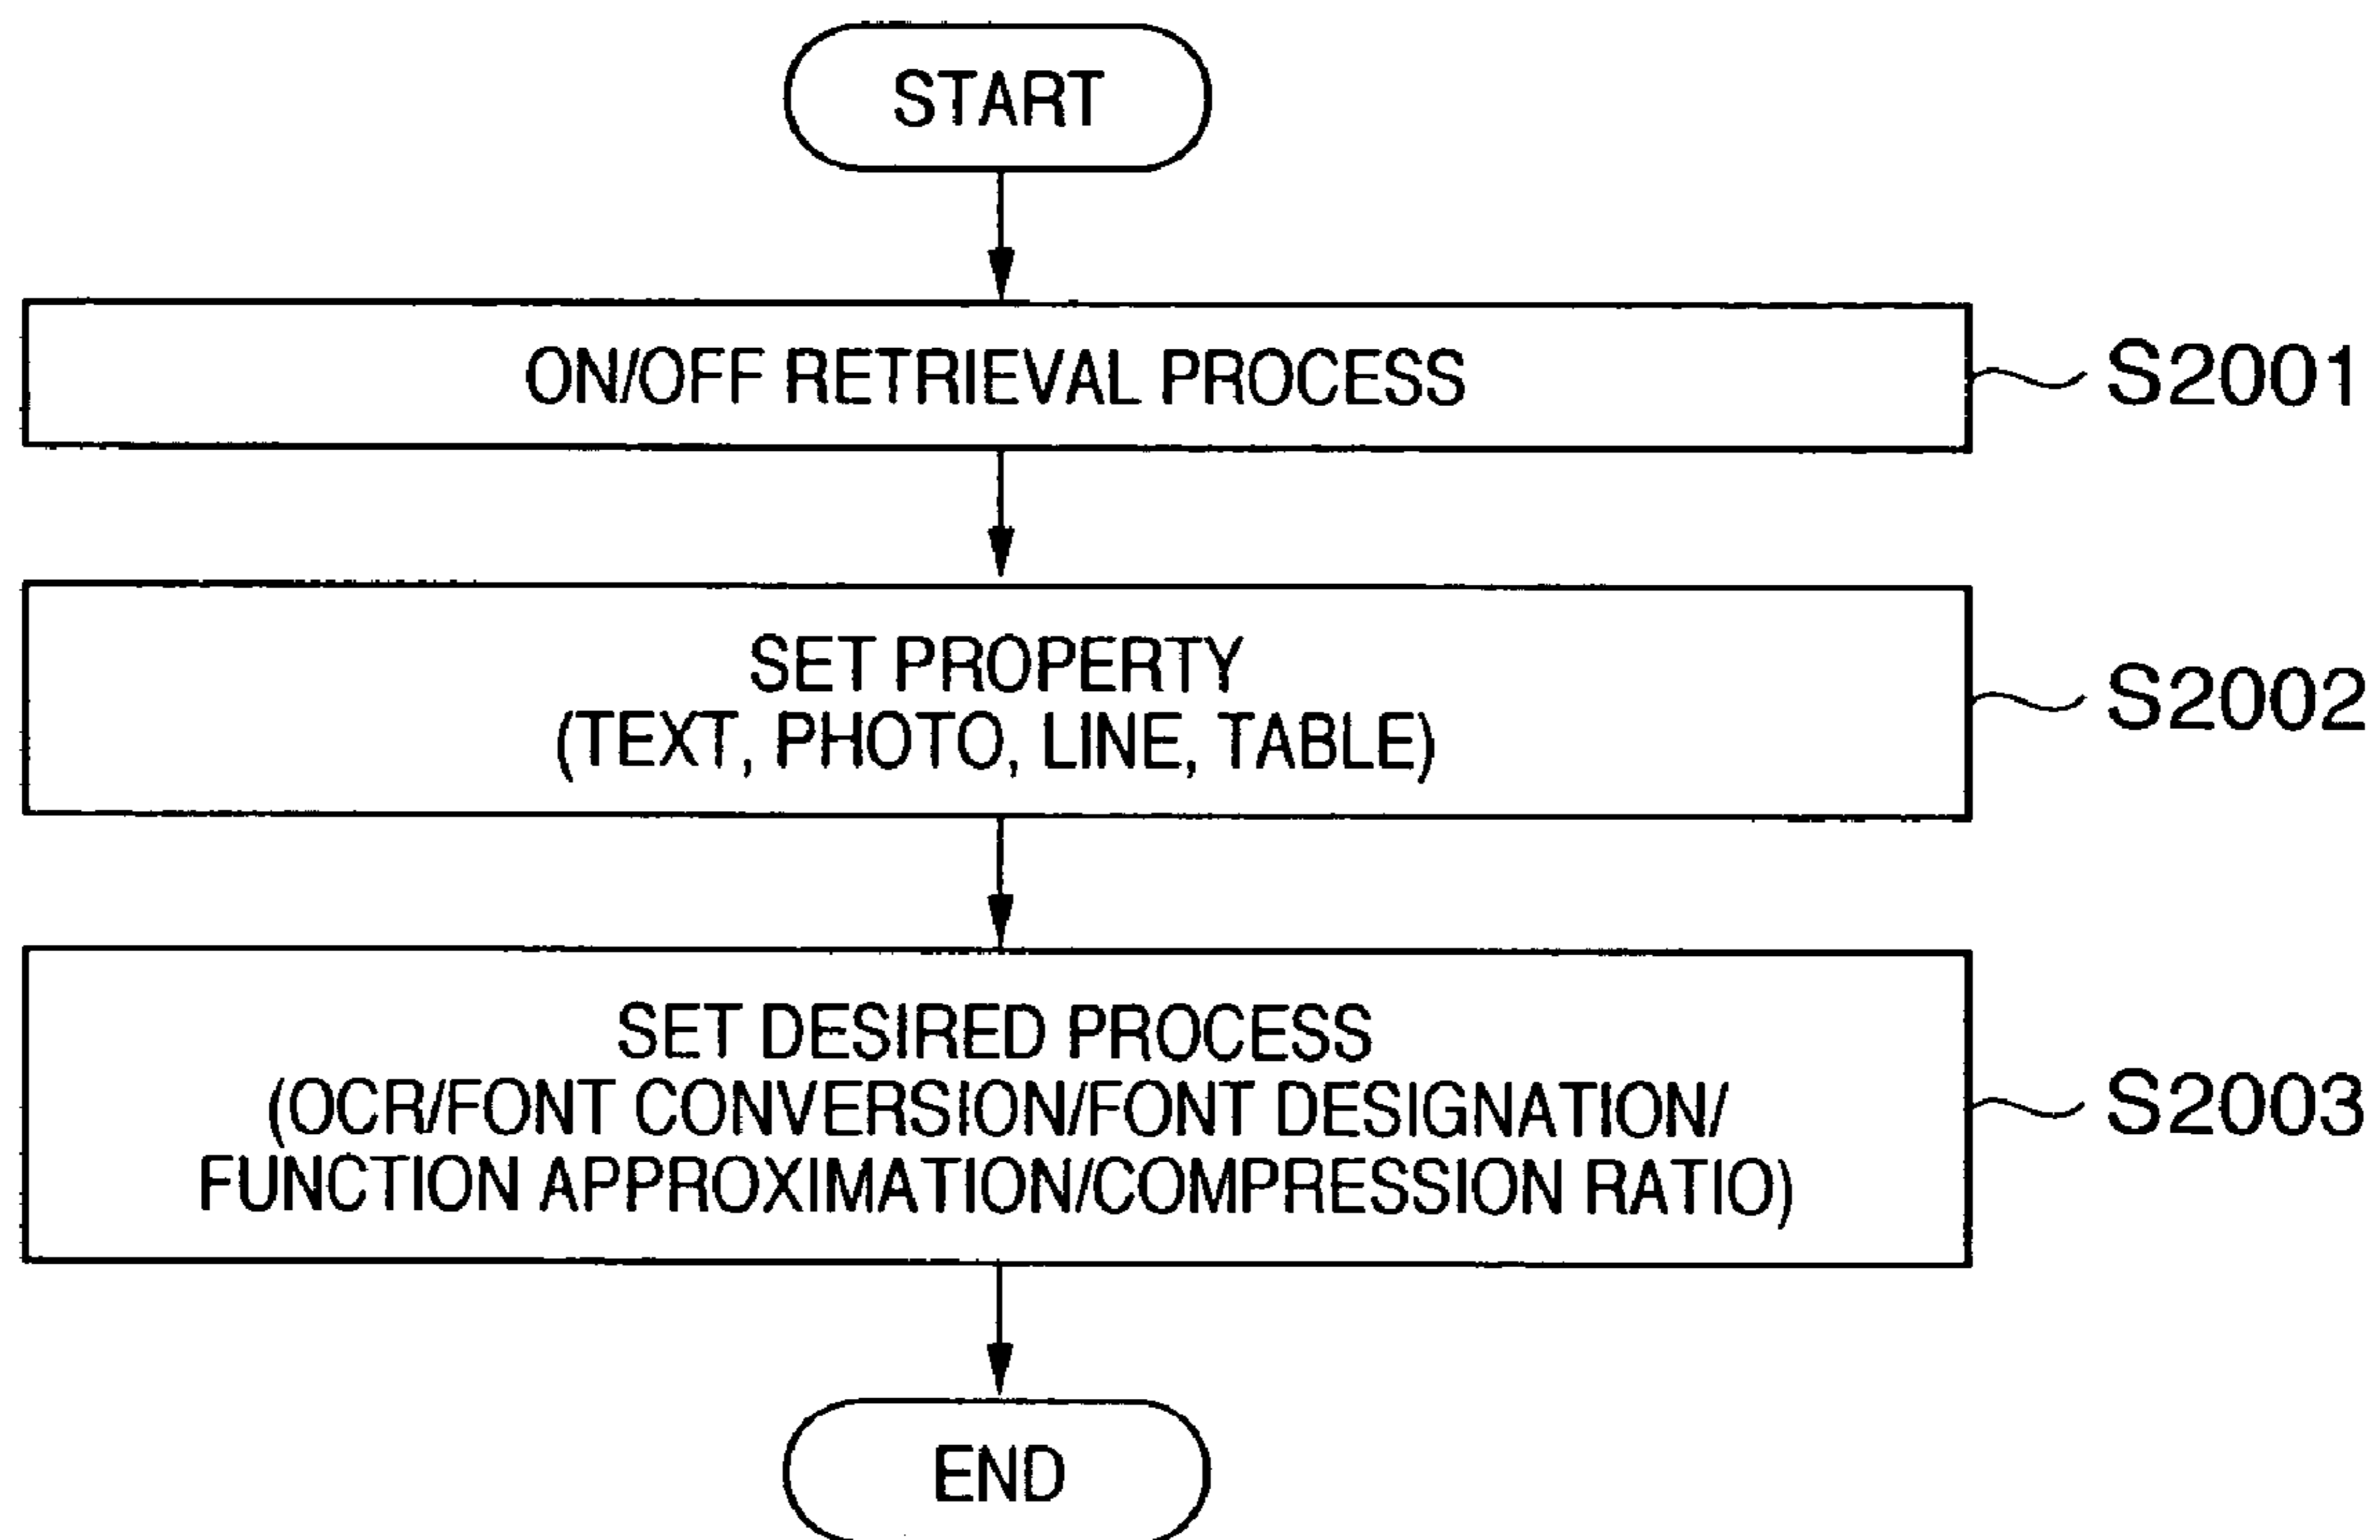 START
ON/OFF RETRIEVAL PROCESS
S2001
SET PROPERTY
(TEXT, PHOTO, LINE, TABLE)
S2002
SET DESIRED PROCESS
(OCR/FONT CONVERSION/FONT DESIGNATION/
FUNCTION APPROXIMATION/COMPRESSION RATIO)
S2003
END